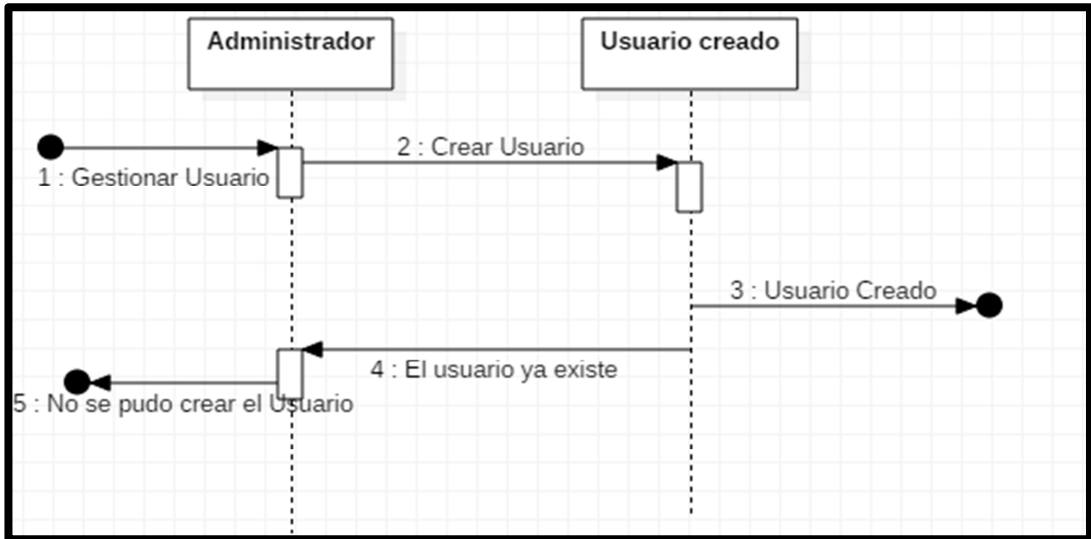 Administrador
Usuario creado
2 : Crear Usuario
1 : Gestionar Usuario
3 : Usuario Creado
4 : El usuario ya existe
5 : No se pudo crear el Usuario